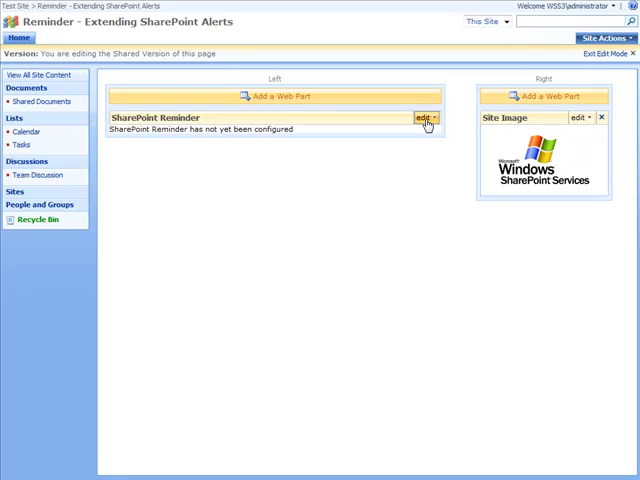 Test Site > Reminder - Extending SharePoint Alerts
Welcome WSS3\administrator
Reminder - Extending SharePoint Alerts
This Site
Home
Site Actions
Version: You are editing the Shared Version of this page
Exit Edit Mode ×
View All Site Content
Documents
Shared Documents
Lists
Calendar
Tasks
Discussions
Team Discussion
Sites
People and Groups
Recycle Bin
Left
Add a Web Part
SharePoint Reminder
edit
SharePoint Reminder has not yet been configured
Right
Add a Web Part
Site Image
edit
×
Microsoft
Windows
SharePoint Services